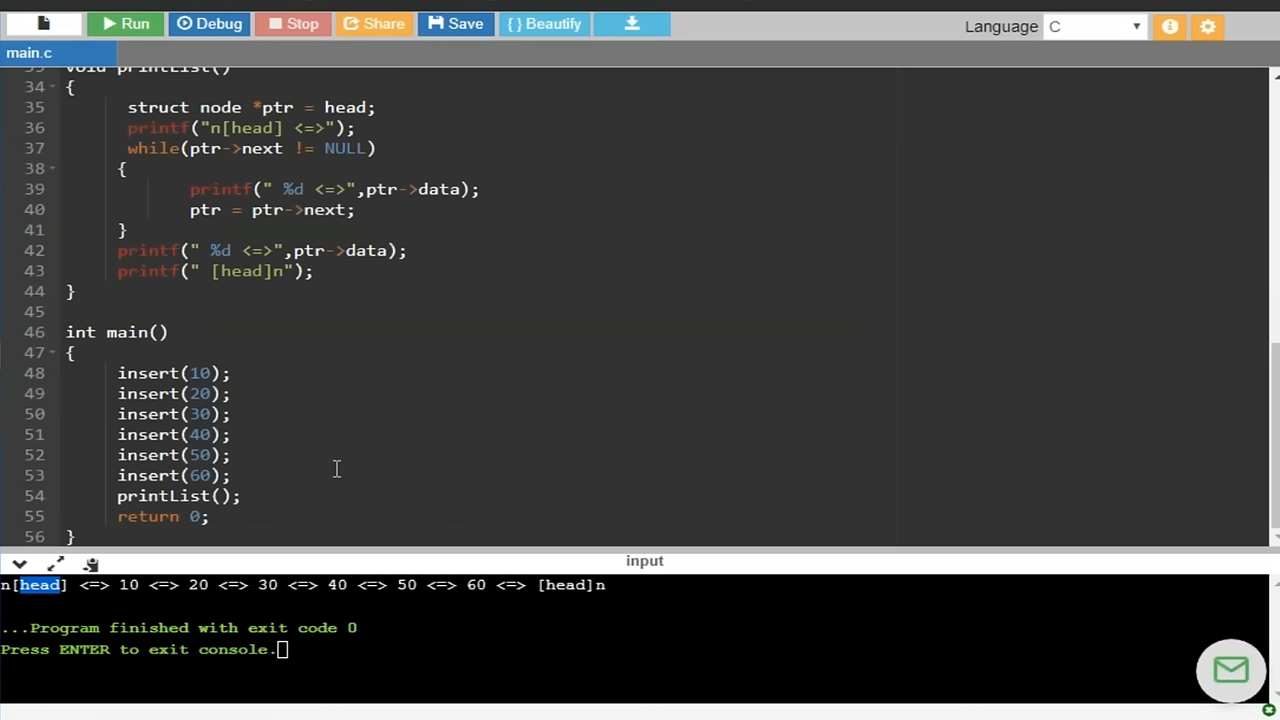 Run Debug Stop Share Save { } Beautify Language C
main.c
33 void printList()
34 {
35 struct node *ptr = head;
36 printf("n[head] <=>");
37 while(ptr->next != NULL)
38 {
39 printf(" %d <=>",ptr->data);
40 ptr = ptr->next;
41 }
42 printf(" %d <=>",ptr->data);
43 printf(" [head]n");
44 }
45
46 int main()
47 {
48 insert(10);
49 insert(20);
50 insert(30);
51 insert(40);
52 insert(50);
53 insert(60);
54 printList();
55 return 0;
56 }
input
n[head] <=> 10 <=> 20 <=> 30 <=> 40 <=> 50 <=> 60 <=> [head]n
...Program finished with exit code 0
Press ENTER to exit console.